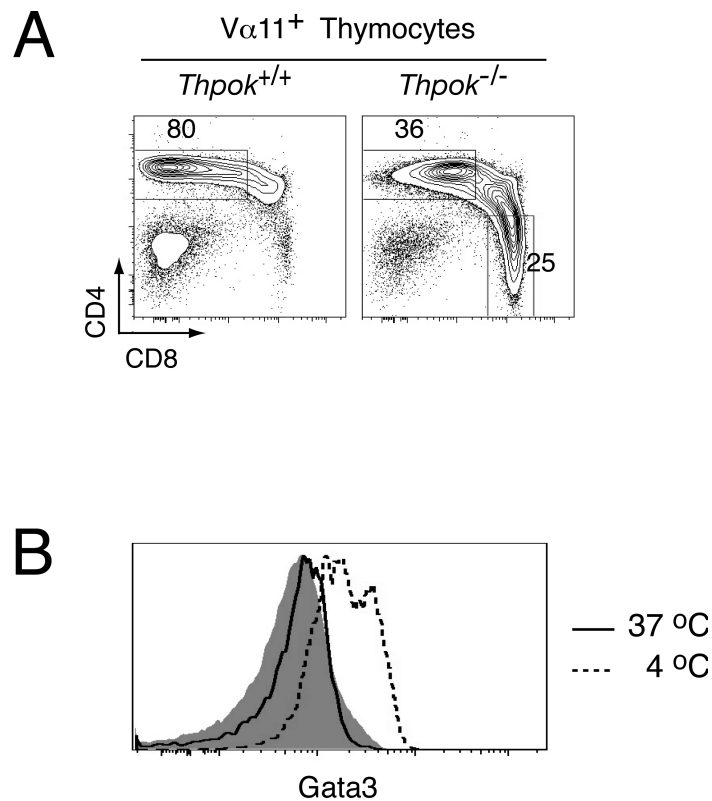 A
Vα11+ Thymocytes
Thpok+/+ Thpok-/-
80 36
25
CD4
CD8
B
37 ºC
4 ºC
Gata3